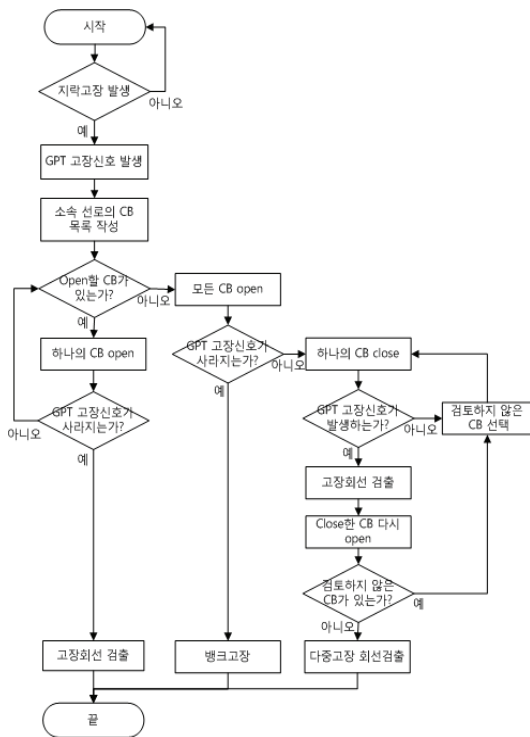 시작
지락고장 발생
아니오
예
GPT 고장신호 발생
소속 선로의 CB
목록 작성
Open할 CB가
있는가?
아니오
예
모든 CB open
하나의 CB open
GPT 고장신호가
사라지는가?
아니오
예
하나의 CB close
GPT 고장신호가
사라지는가?
아니오
예
GPT 고장신호가
발생하는가?
아니오
예
검토하지 않은
CB 선택
고장회선 검출
Close한 CB 다시
open
검토하지 않은
CB가 있는가?
예
아니오
고장회선 검출
뱅크고장
다중고장 회선검출
끝